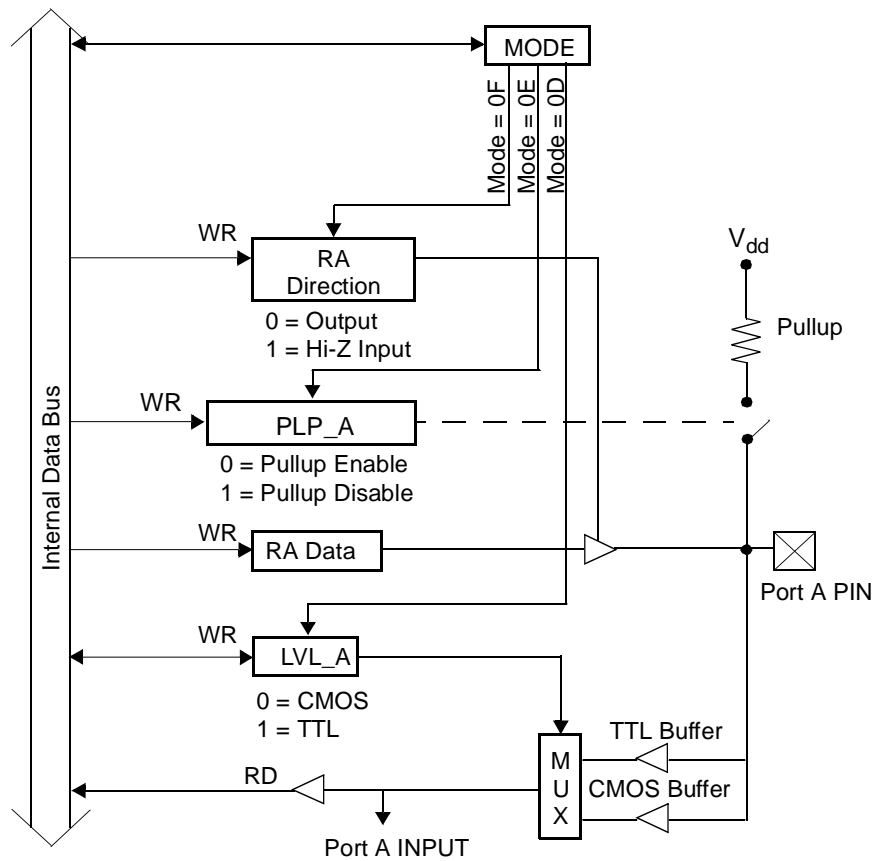 MODE
Mode = 0F
Mode = 0E
Mode = 0D
WR
RA
Direction
0 = Output
1 = Hi-Z Input
Vdd
Pullup
WR
PLP_A
0 = Pullup Enable
1 = Pullup Disable
Internal Data Bus
WR
RA Data
Port A PIN
WR
LVL_A
0 = CMOS
1 = TTL
TTL Buffer
M
U
X
CMOS Buffer
RD
Port A INPUT